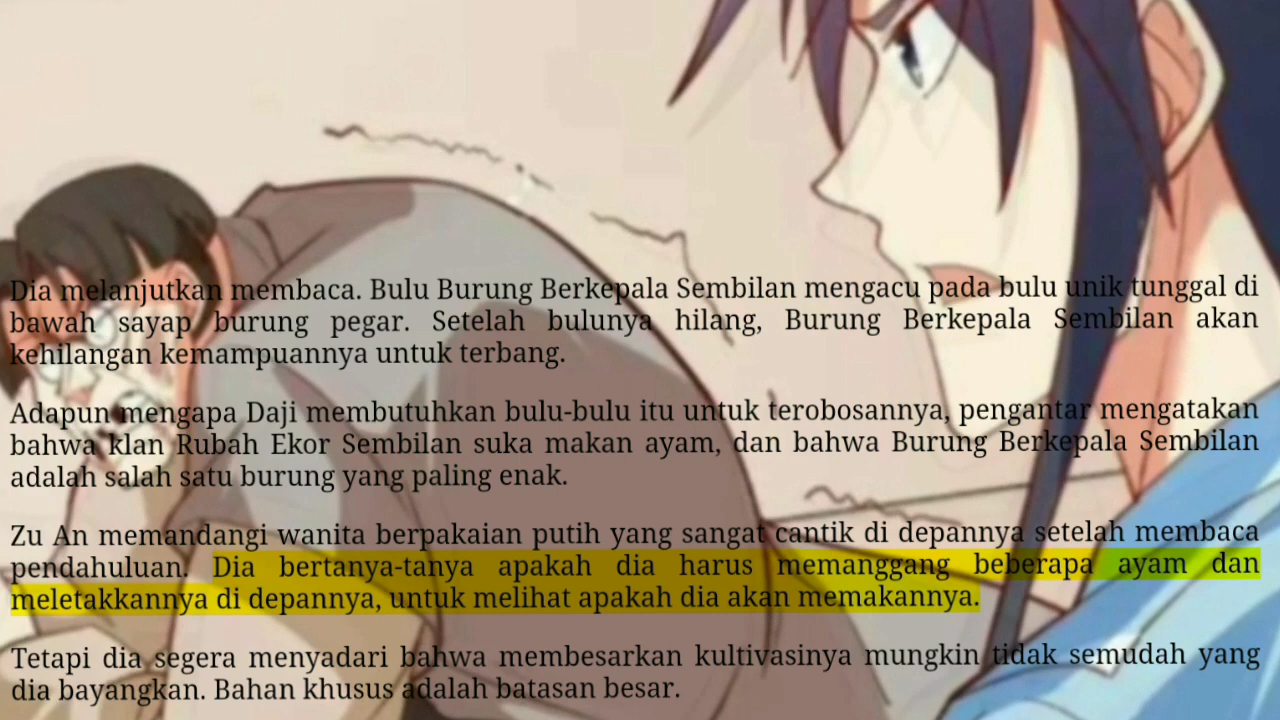 Dia melanjutkan membaca. Bulu Burung Berkepala Sembilan mengacu pada bulu unik tunggal di
bawah sayap burung pegar. Setelah bulunya hilang, Burung Berkepala Sembilan akan
kehilangan kemampuannya untuk terbang.
Adapun mengapa Daji membutuhkan bulu-bulu itu untuk terobosannya, pengantar mengatakan
bahwa klan Rubah Ekor Sembilan suka makan ayam, dan bahwa Burung Berkepala Sembilan
adalah salah satu burung yang paling enak.
Zu An memandangi wanita berpakaian putih yang sangat cantik di depannya setelah membaca
pendahuluan. Dia bertanya-tanya apakah dia harus memanggang beberapa ayam dan
meletakkannya di depannya, untuk melihat apakah dia akan memakannya.
Tetapi dia segera menyadari bahwa membesarkan kultivasinya mungkin tidak semudah yang
dia bayangkan. Bahan khusus adalah batasan besar.